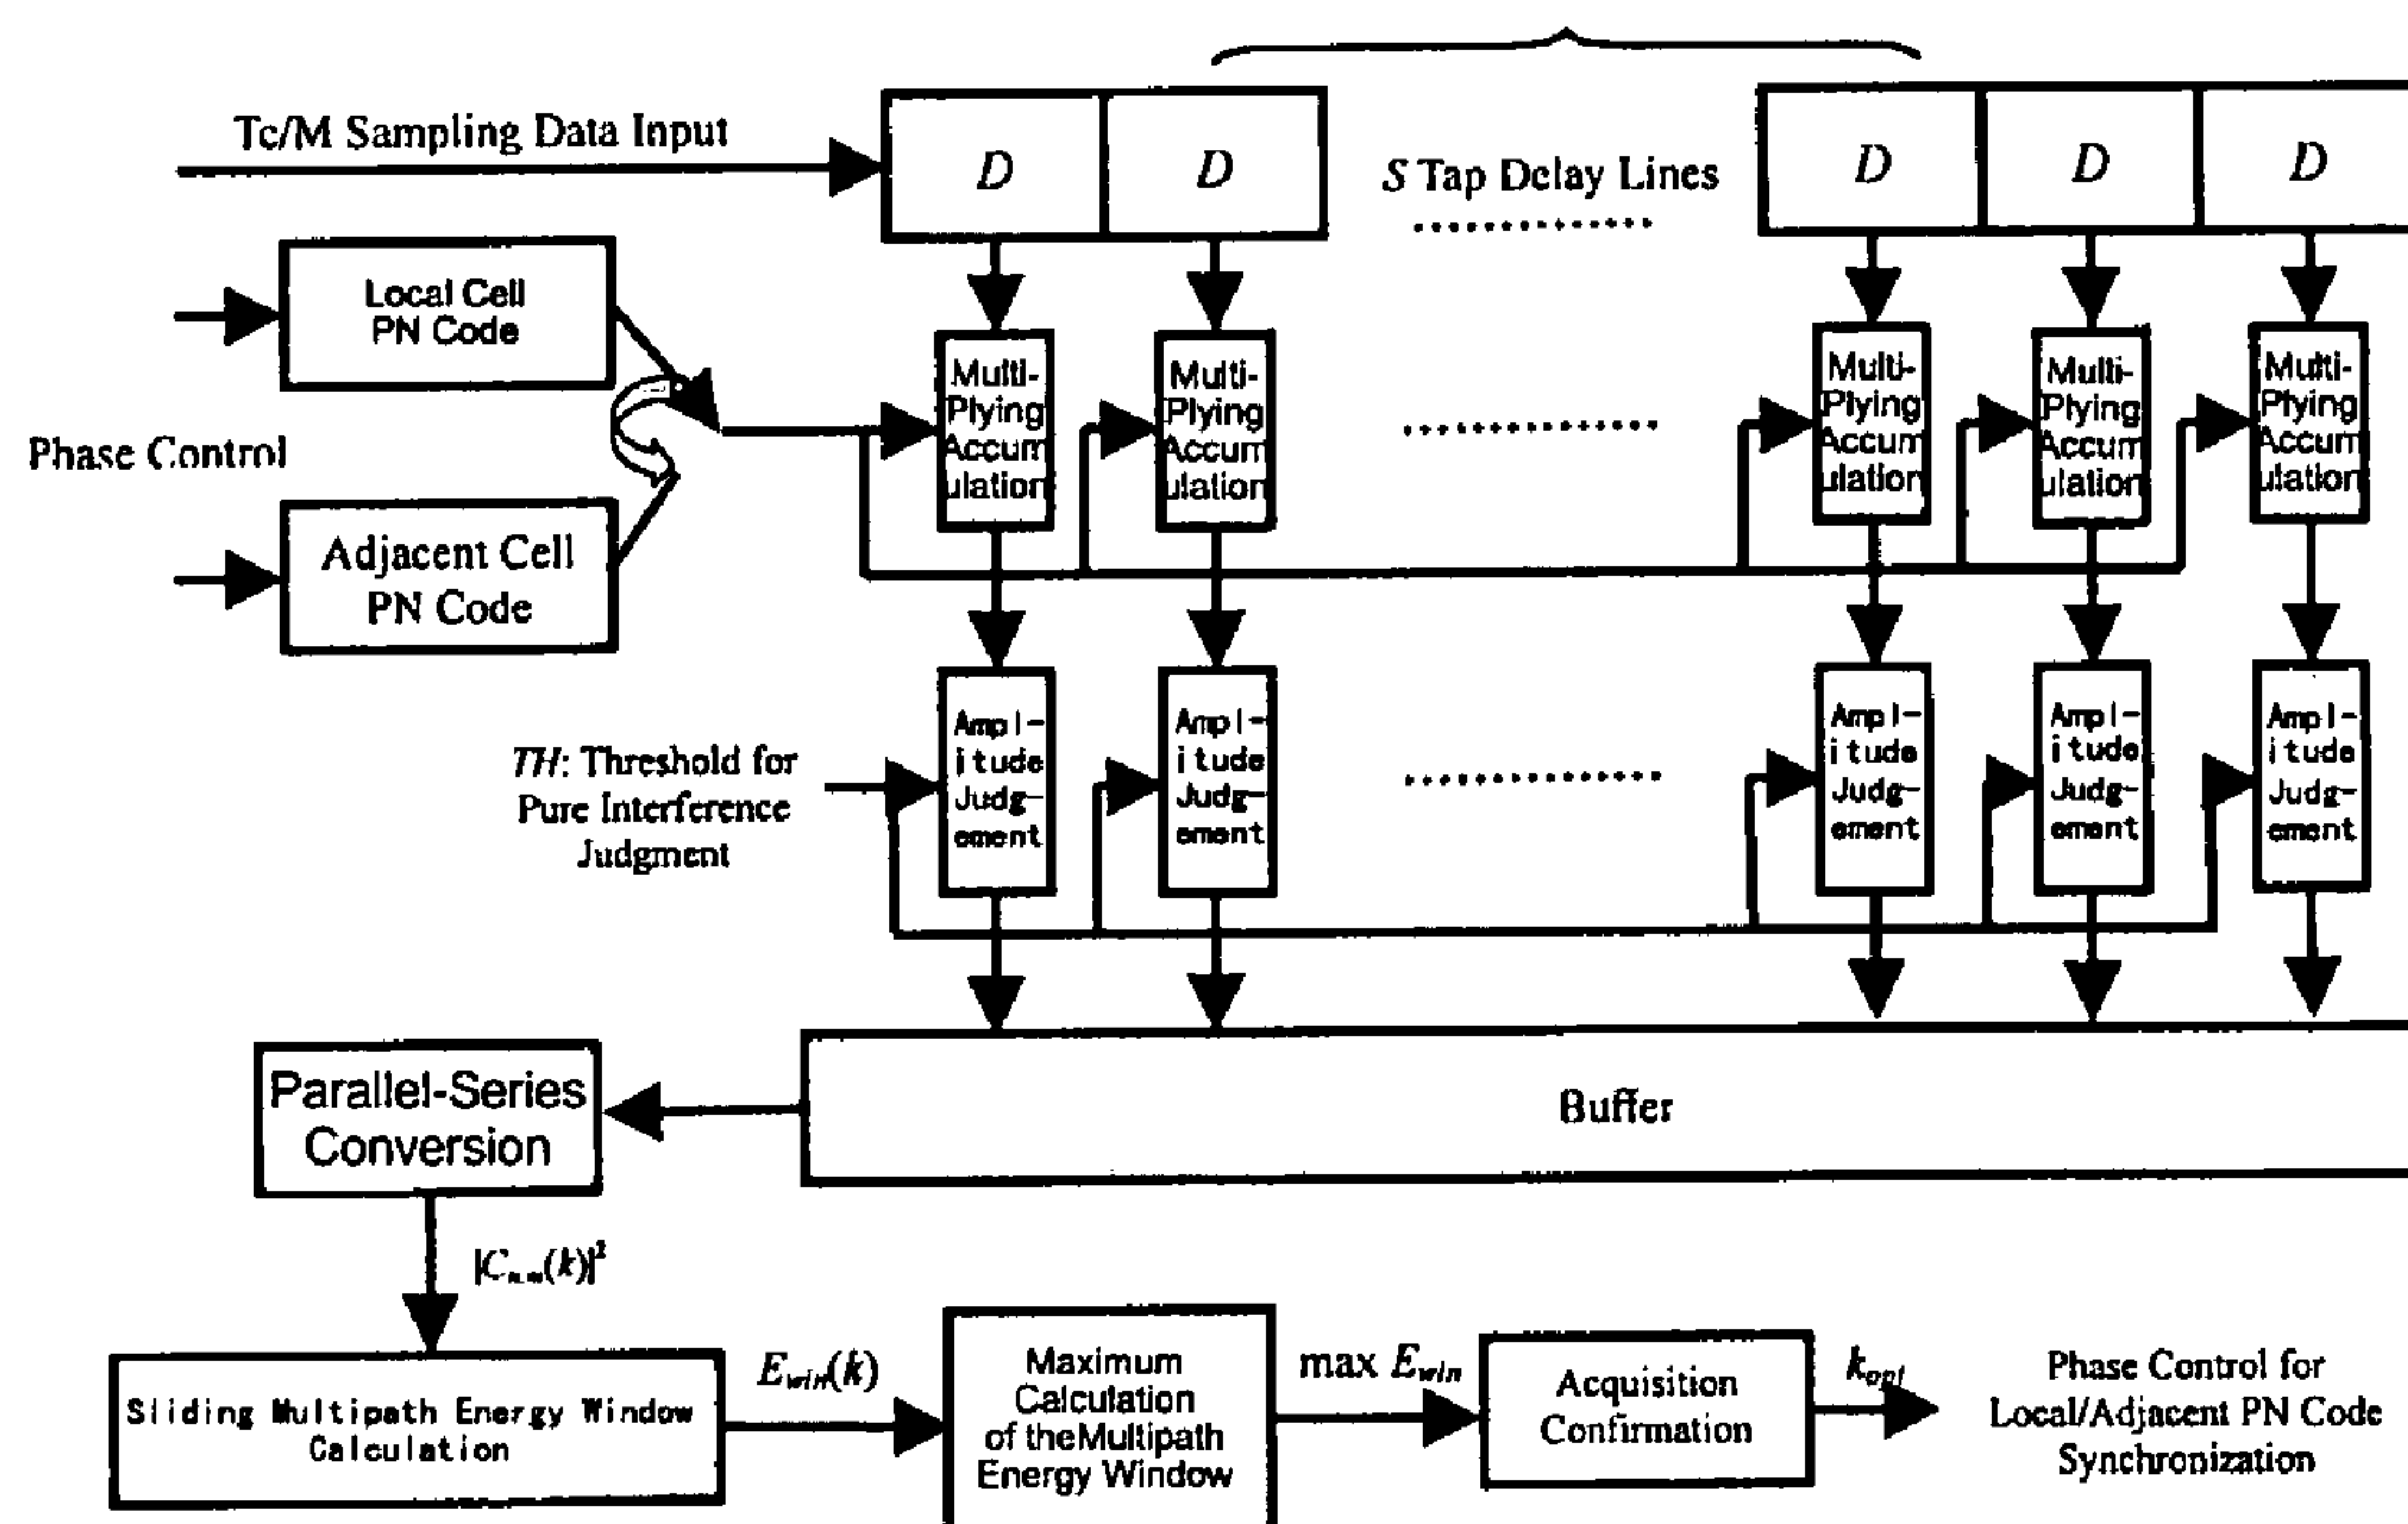 Tc/M Sampling Data Input
D
D
S Tap Delay Lines
D
D
D
Local Cell
PN Code
Phase Control
Adjacent Cell
PN Code
Multi-
Plying
Accum
ulation
Multi-
Plying
Accum
ulation
Multi-
Plying
Accum
ulation
Multi-
Plying
Accum
ulation
Multi-
Plying
Accum
ulation
TH: Threshold for
Pure Interference
Judgment
Ampl-
itude
Judg-
ement
Ampl-
itude
Judg-
ement
Ampl-
itude
Judg-
ement
Ampl-
itude
Judg-
ement
Ampl-
itude
Judg-
ement
Buffer
Parallel-Series
Conversion
Sliding Multipath Energy Window
Calculation
E_win(k)
Maximum
Calculation
of theMultipath
Energy Window
max E_win
Acquisition
Confirmation
k_opt
Phase Control for
Local/Adjacent PN Code
Synchronization